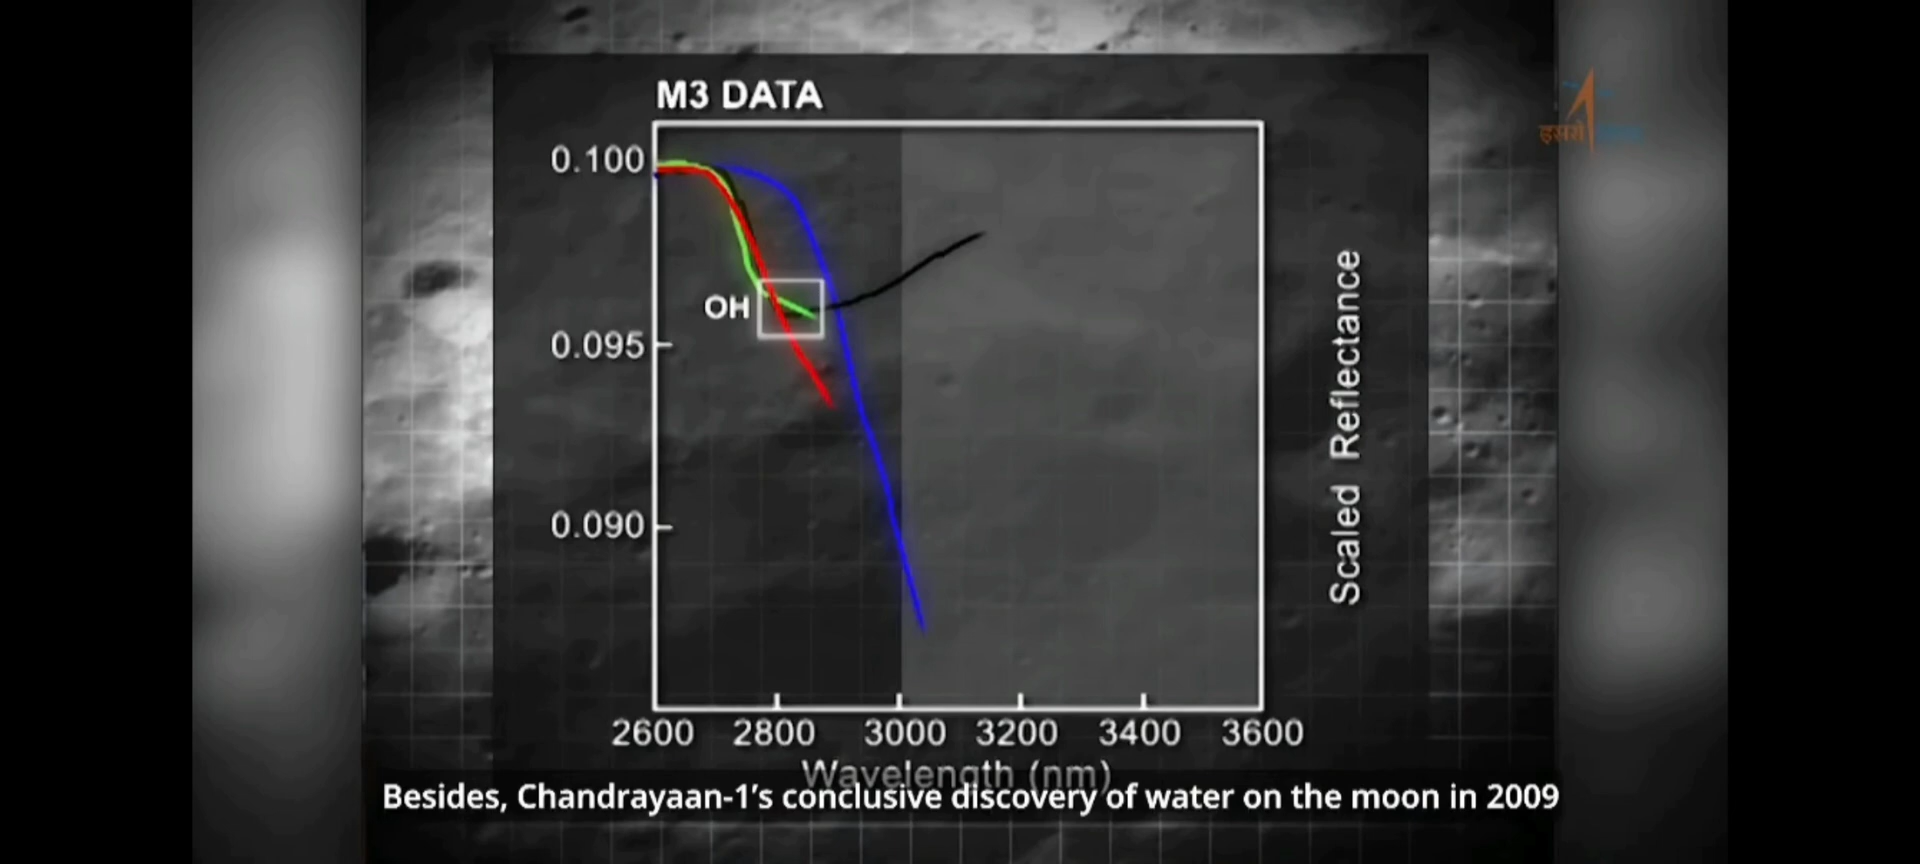 M3 DATA
इसरो
0.100
OH
0.095
0.090
Scaled Reflectance
2600 2800 3000 3200 3400 3600
Wavelength (nm)
Besides, Chandrayaan-1’s conclusive discovery of water on the moon in 2009